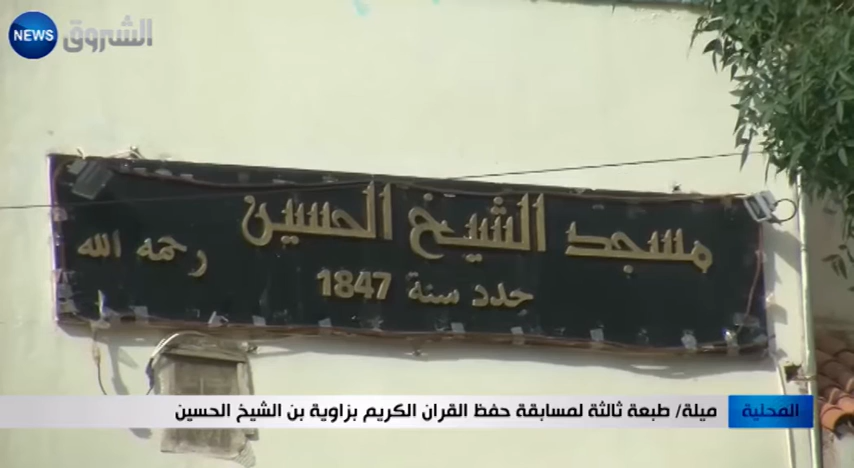 NEWS الشروق
مسجد الشيخ الحسين رحمه الله
جدد سنة 1847
المحلية
ميلة/ طبعة ثالثة لمسابقة حفظ القران الكريم بزاوية بن الشيخ الحسين